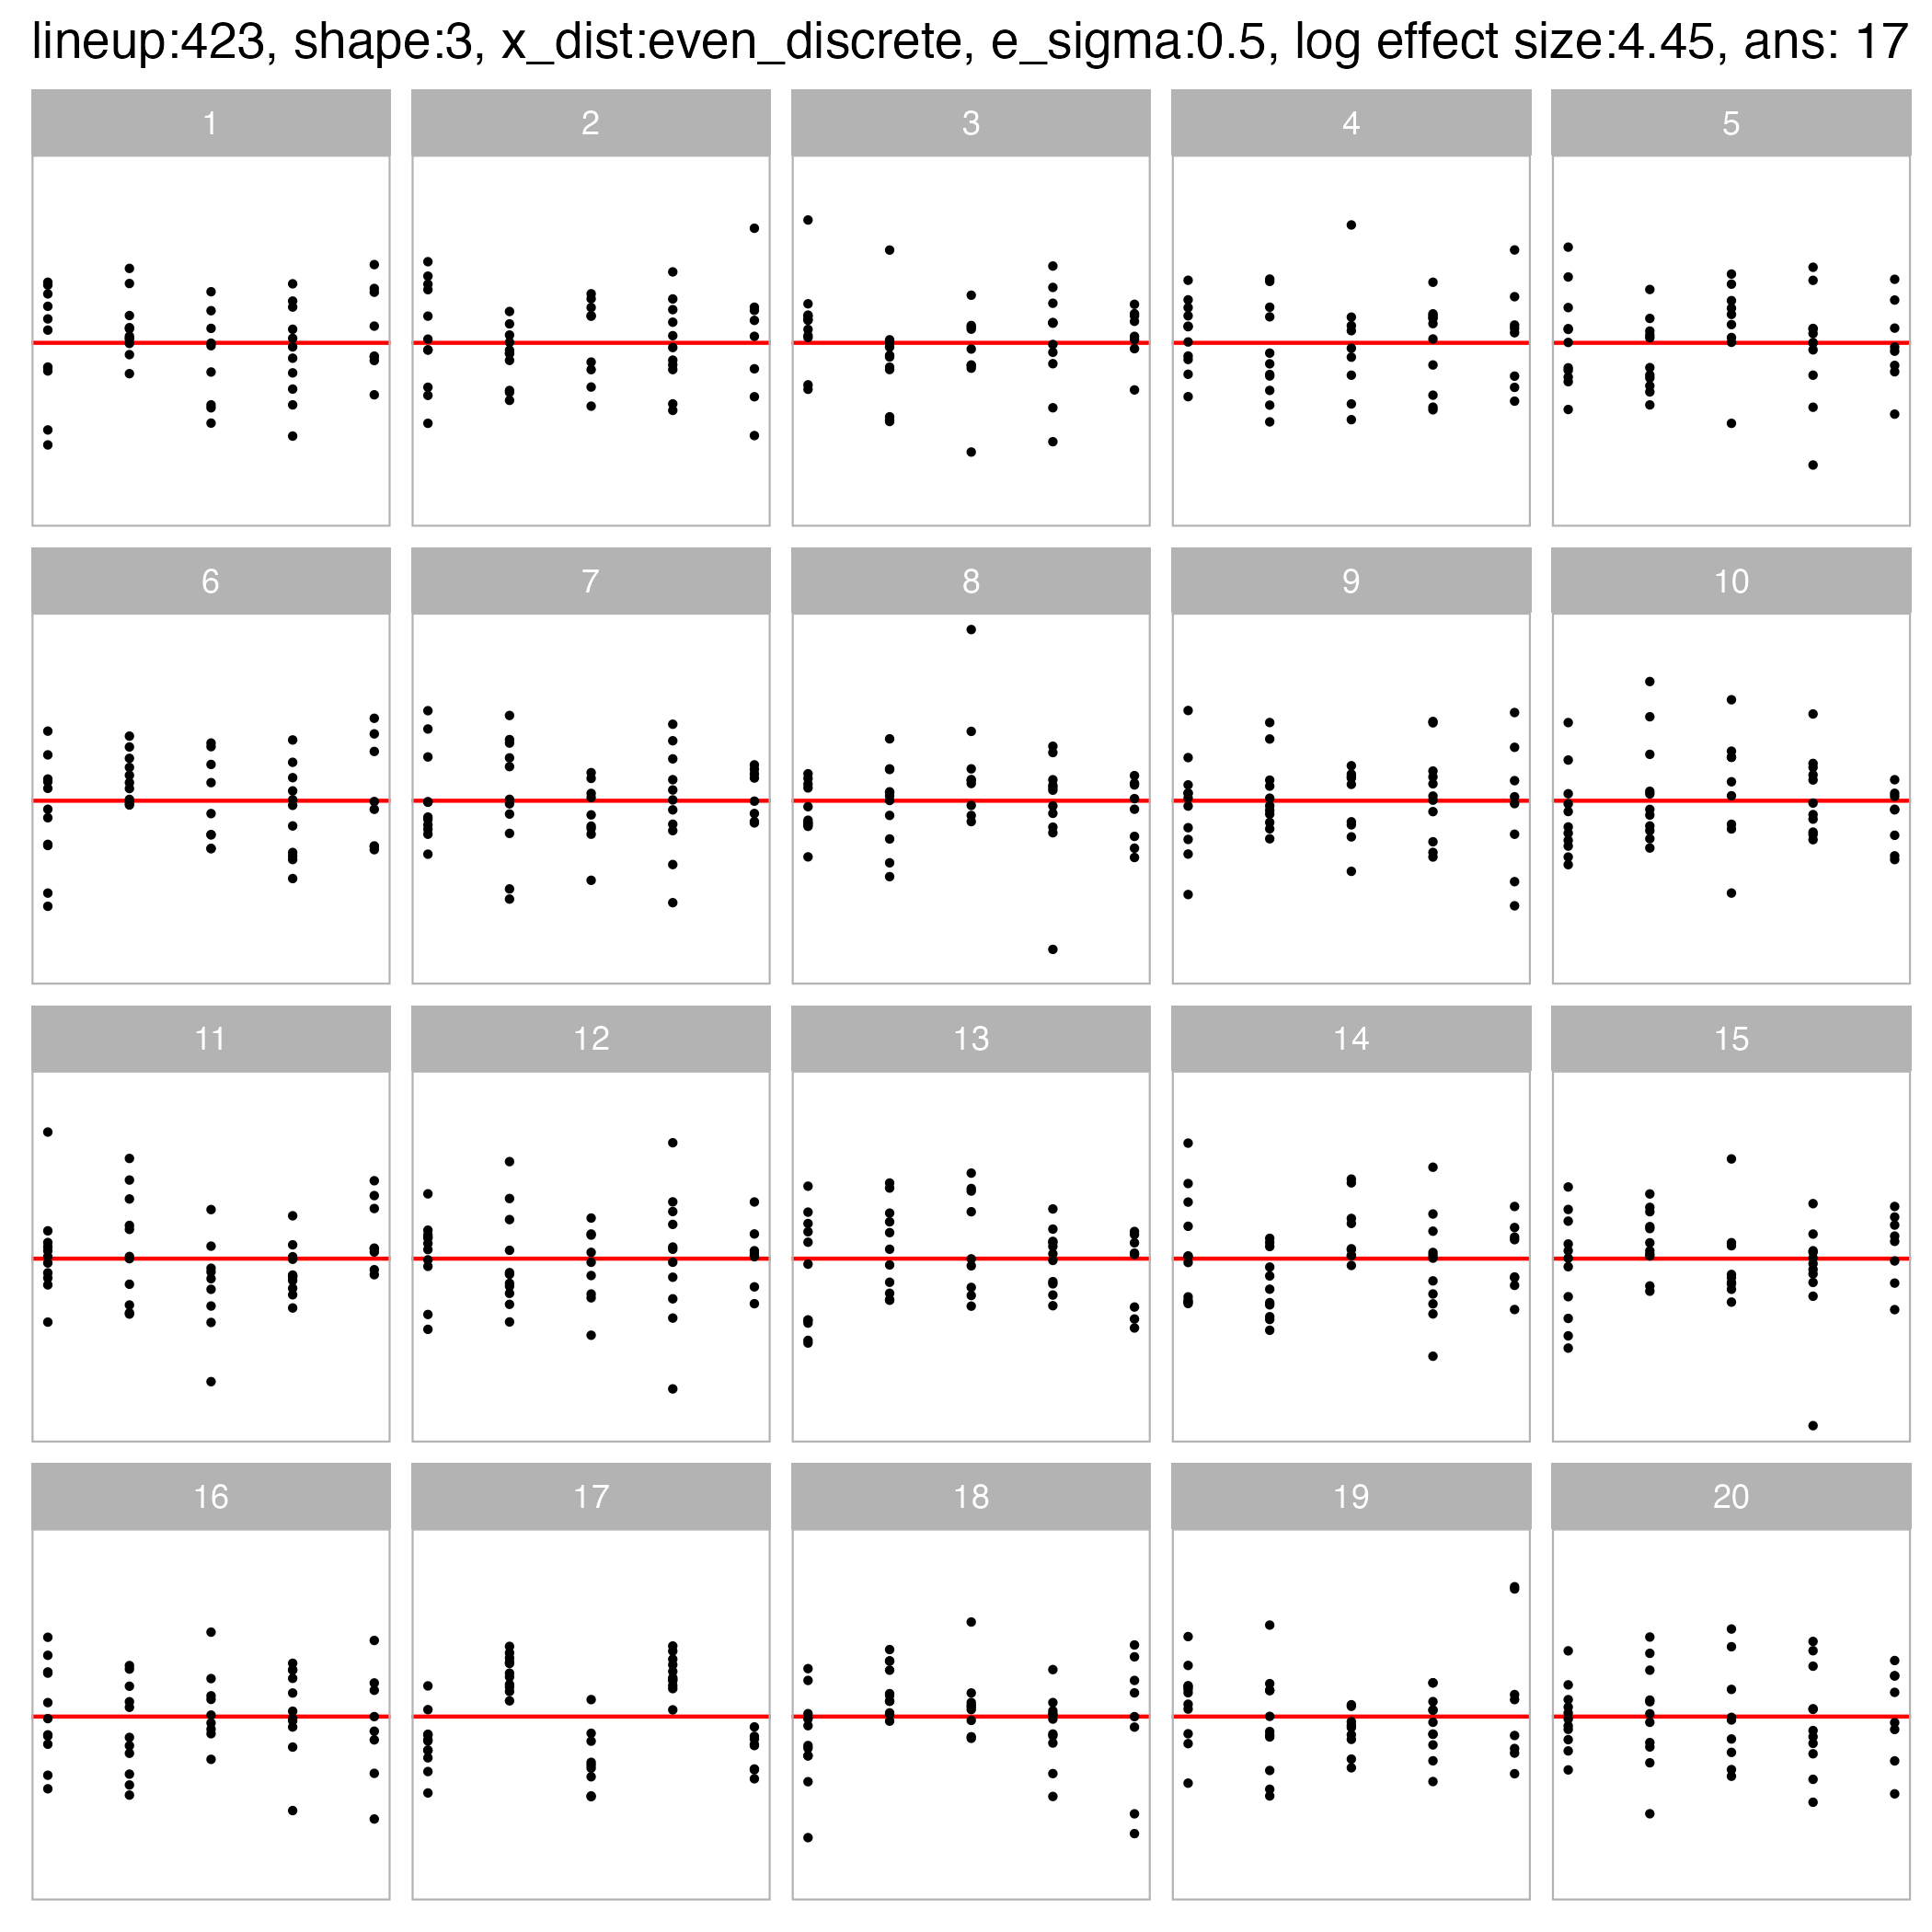 lineup:423, shape:3, x_dist:even_discrete, e_sigma:0.5, log effect size:4.45, ans: 17
1 2 3 4 5
6 7 8 9 10
11 12 13 14 15
16 17 18 19 20